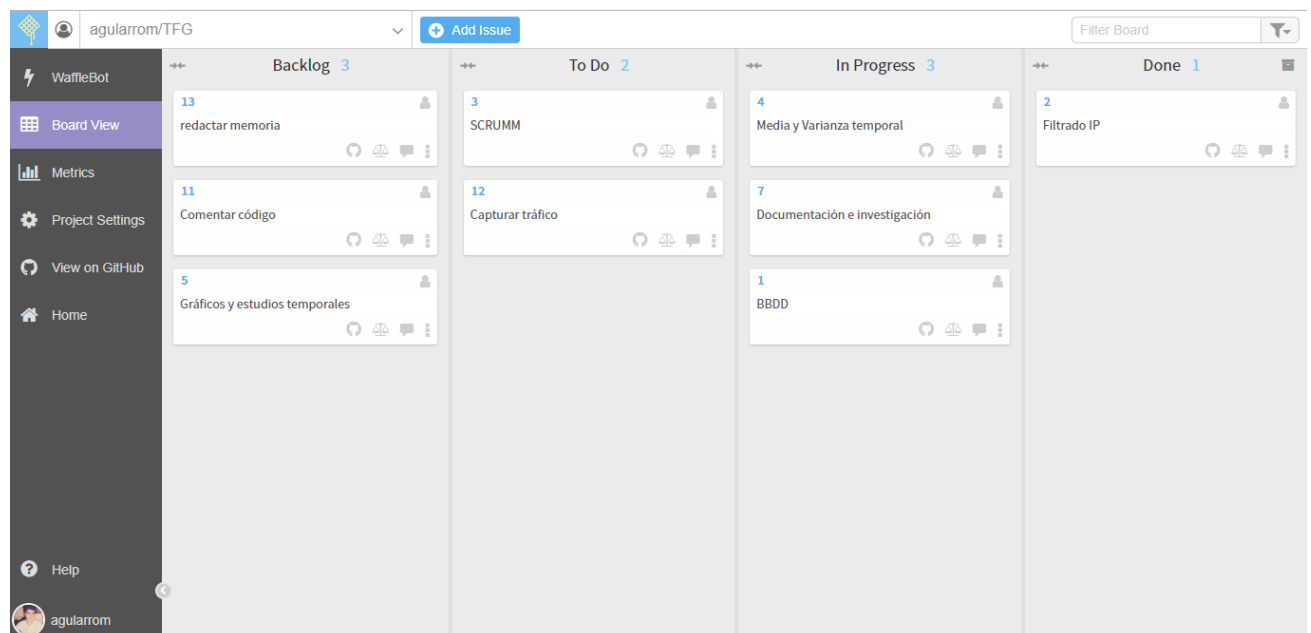 agularrom/TFG
Add Issue
Filter Board
WaffleBot
Board View
Metrics
Project Settings
View on GitHub
Home
Help
agularrom
Backlog 3
13
redactar memoria
11
Comentar código
5
Gráficos y estudios temporales
To Do 2
3
SCRUMM
12
Capturar tráfico
In Progress 3
4
Media y Varianza temporal
7
Documentación e investigación
1
BBDD
Done 1
2
Filtrado IP